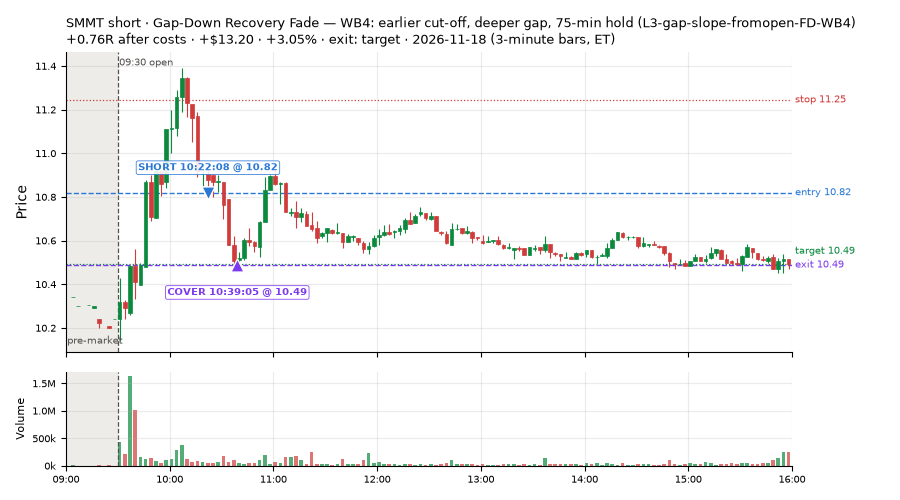 SMMT short · Gap-Down Recovery Fade — WB4: earlier cut-off, deeper gap, 75-min hold (L3-gap-slope-fromopen-FD-WB4)
+0.76R after costs · +$13.20 · +3.05% · exit: target · 2026-11-18 (3-minute bars, ET)
09:30 open
11.4
11.2
11.0
10.8
10.6
10.4
10.2
Price
stop 11.25
SHORT 10:22:08 @ 10.82
entry 10.82
target 10.49
exit 10.49
COVER 10:39:05 @ 10.49
pre-market
Volume
1.5M
1.0M
500k
0k
09:00
10:00
11:00
12:00
13:00
14:00
15:00
16:00